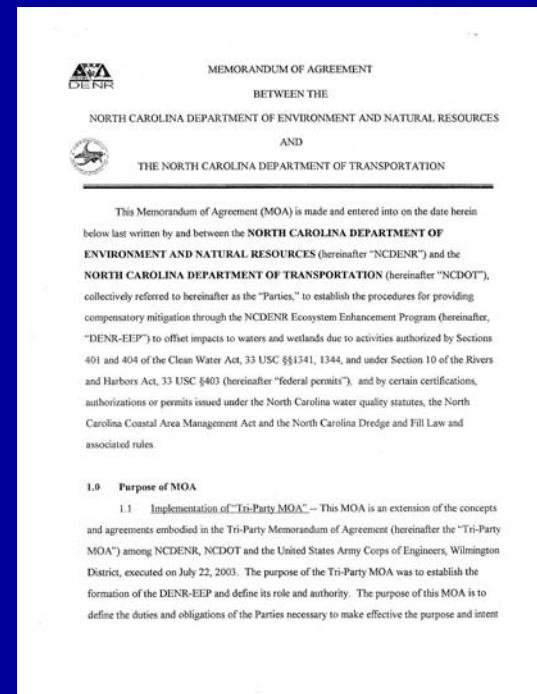 DENR
MEMORANDUM OF AGREEMENT
BETWEEN THE
NORTH CAROLINA DEPARTMENT OF ENVIRONMENT AND NATURAL RESOURCES
AND
THE NORTH CAROLINA DEPARTMENT OF TRANSPORTATION
This Memorandum of Agreement (MOA) is made and entered into on the date herein
below last written by and between the NORTH CAROLINA DEPARTMENT OF
ENVIRONMENT AND NATURAL RESOURCES (hereinafter “NCDENR”) and the
NORTH CAROLINA DEPARTMENT OF TRANSPORTATION (hereinafter “NCDOT”),
collectively referred to hereinafter as the “Parties,” to establish the procedures for providing
compensatory mitigation through the NCDENR Ecosystem Enhancement Program (hereinafter,
“DENR-EEP”) to offset impacts to waters and wetlands due to activities authorized by Sections
401 and 404 of the Clean Water Act, 33 USC §§1341, 1344, and under Section 10 of the Rivers
and Harbors Act, 33 USC §403 (hereinafter “federal permits”), and by certain certifications,
authorizations or permits issued under the North Carolina water quality statutes, the North
Carolina Coastal Area Management Act and the North Carolina Dredge and Fill Law and
associated rules.
1.0 Purpose of MOA
1.1 Implementation of “Tri-Party MOA” – This MOA is an extension of the concepts
and agreements embodied in the Tri-Party Memorandum of Agreement (hereinafter the “Tri-Party
MOA”) among NCDENR, NCDOT and the United States Army Corps of Engineers, Wilmington
District, executed on July 22, 2003. The purpose of the Tri-Party MOA was to establish the
formation of the DENR-EEP and define its role and authority. The purpose of this MOA is to
define the duties and obligations of the Parties necessary to make effective the purpose and intent